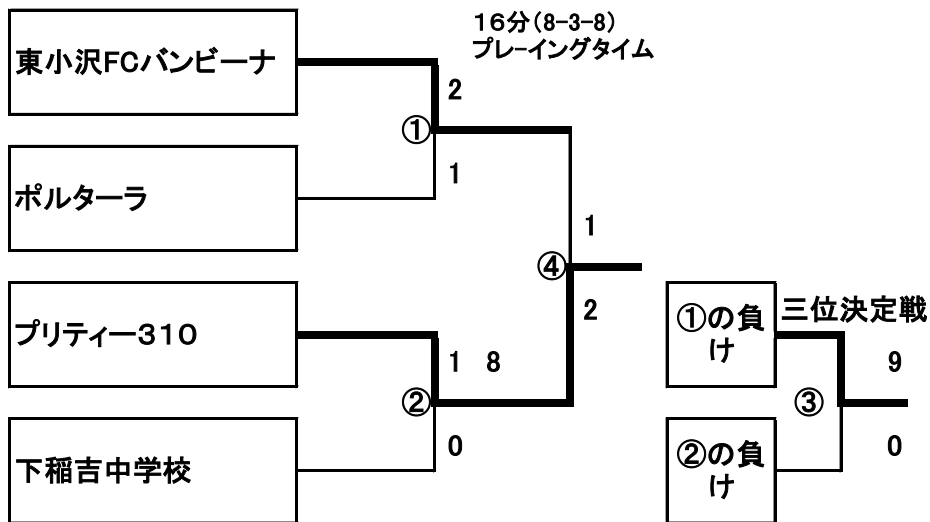 16分(8-3-8)
プレーイングタイム
東小沢FCバンビーナ
2
①
1
ポルターラ
1
④
2
プリティー310
1 8
②
0
下稲吉中学校
三位決定戦
①の負
け
9
③
0
②の負
け